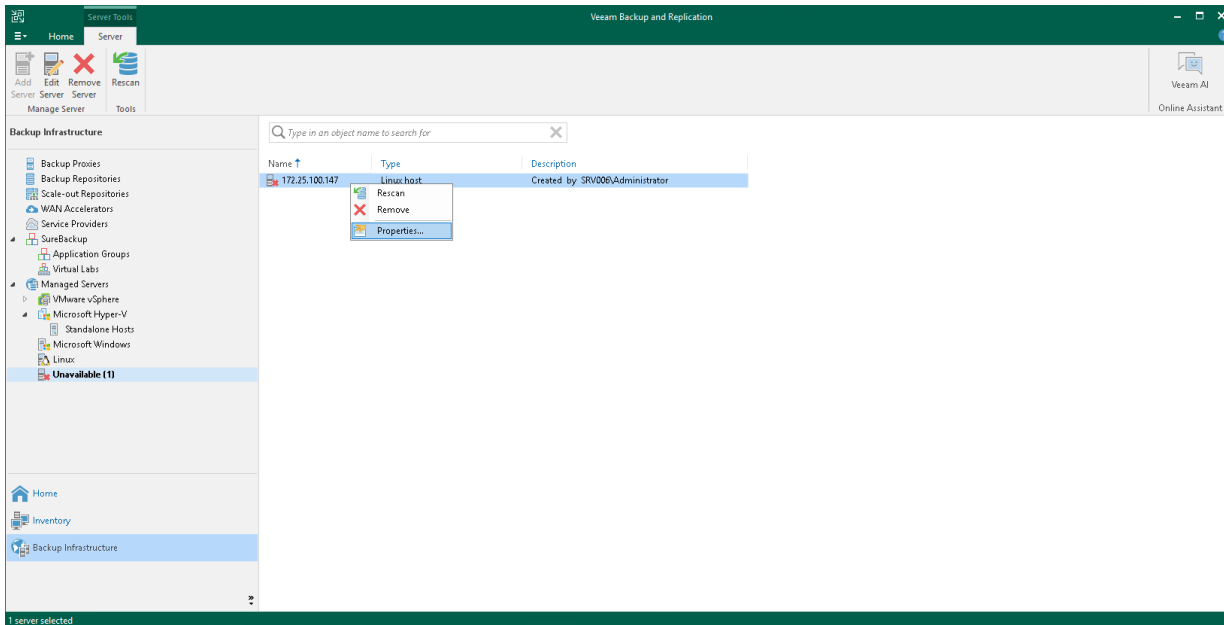 Server Tools
Veeam Backup and Replication
Home
Server
Add Server
Edit Server
Remove Server
Rescan
Manage Server
Tools
Veeam AI
Online Assistant
Backup Infrastructure
Type in an object name to search for
Backup Proxies
Backup Repositories
Scale-out Repositories
WAN Accelerators
Service Providers
SureBackup
Application Groups
Virtual Labs
Managed Servers
VMware vSphere
Microsoft Hyper-V
Standalone Hosts
Microsoft Windows
Linux
Unavailable (1)
Name
Type
Description
172.25.100.147
Linux host
Created by SRV006\Administrator
Rescan
Remove
Properties...
Home
Inventory
Backup Infrastructure
1 server selected